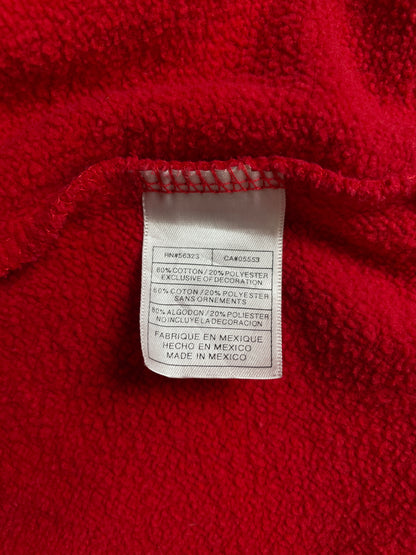 RN#56323 CA#05553
80% COTTON / 20% POLYESTER
EXCLUSIVE OF DECORATION
80% COTON / 20% POLYESTER
SANS ORNEMENTS
80% ALGODON / 20% POLIESTER
NO INCLUYE LA DECORACION
FABRIQUE EN MEXIQUE
HECHO EN MEXICO
MADE IN MEXICO